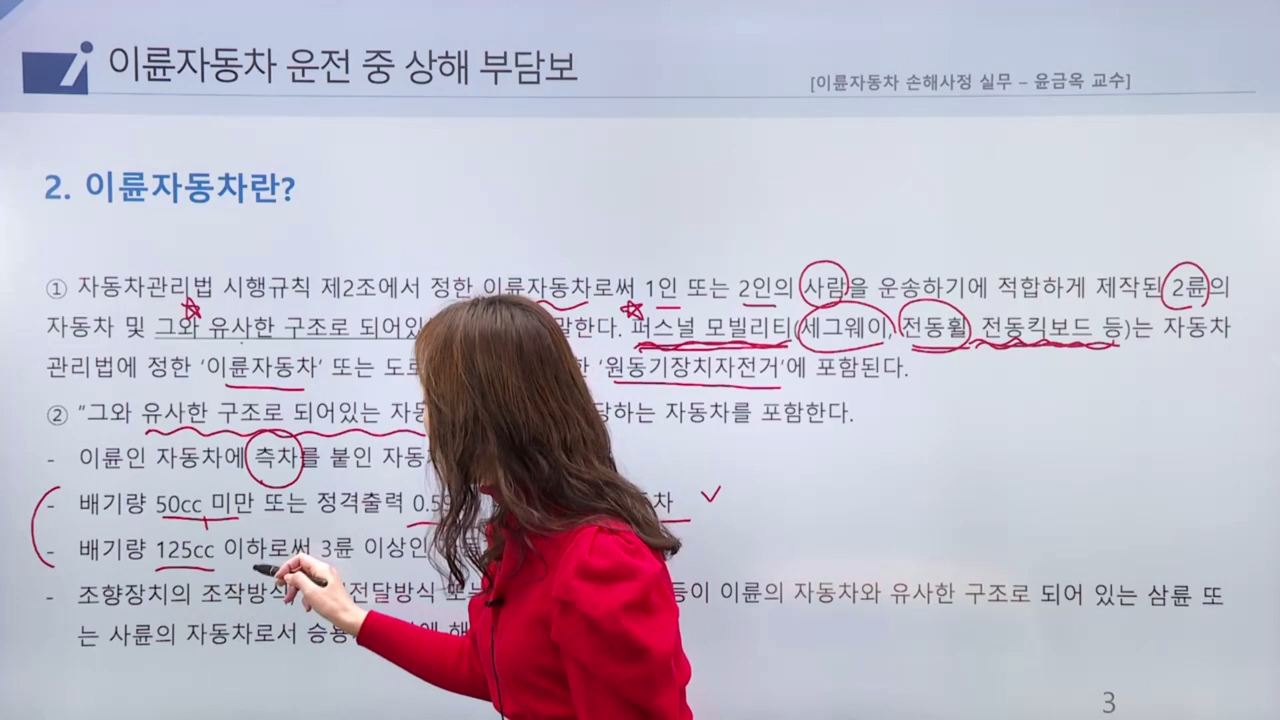 이륜자동차 운전 중 상해 부담보
[이륜자동차 손해사정 실무 – 윤금옥 교수]
2. 이륜자동차란?
① 자동차관리법 시행규칙 제2조에서 정한 이륜자동차로써 1인 또는 2인의 사람을 운송하기에 적합하게 제작된 2륜의
자동차 및 그와 유사한 구조로 되어있 말한다. 퍼스널 모빌리티(세그웨이, 전동휠, 전동킥보드 등)는 자동차
관리법에 정한 ‘이륜자동차’ 또는 도로 한 ‘원동기장치자전거’에 포함된다.
② “그와 유사한 구조로 되어있는 자동 당하는 자동차를 포함한다.
- 이륜인 자동차에 측차를 붙인 자동
- 배기량 50cc 미만 또는 정격출력 0.59 차
- 배기량 125cc 이하로써 3륜 이상인
- 조향장치의 조작방식 전달방식 또는 등이 이륜의 자동차와 유사한 구조로 되어 있는 삼륜 또
는 사륜의 자동차로서 승용
3